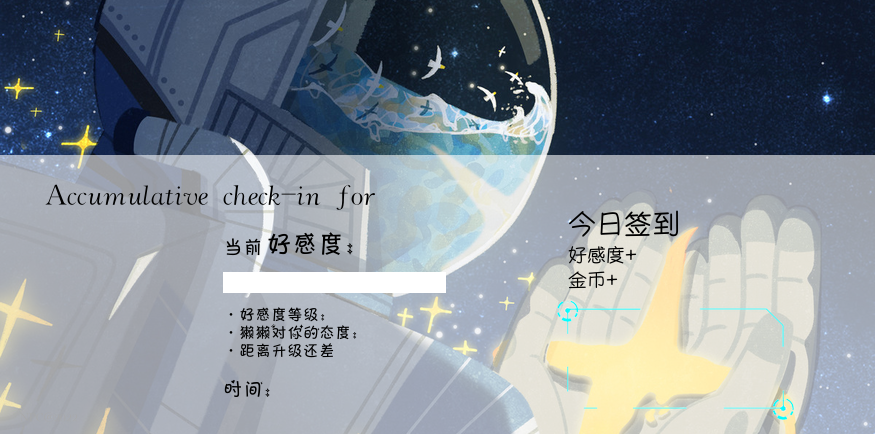 Accumulative check-in for
当前 好感度：
・好感度等级：
・獭獭对你的态度：
・距离升级还差
时间：
今日签到
好感度+
金币+